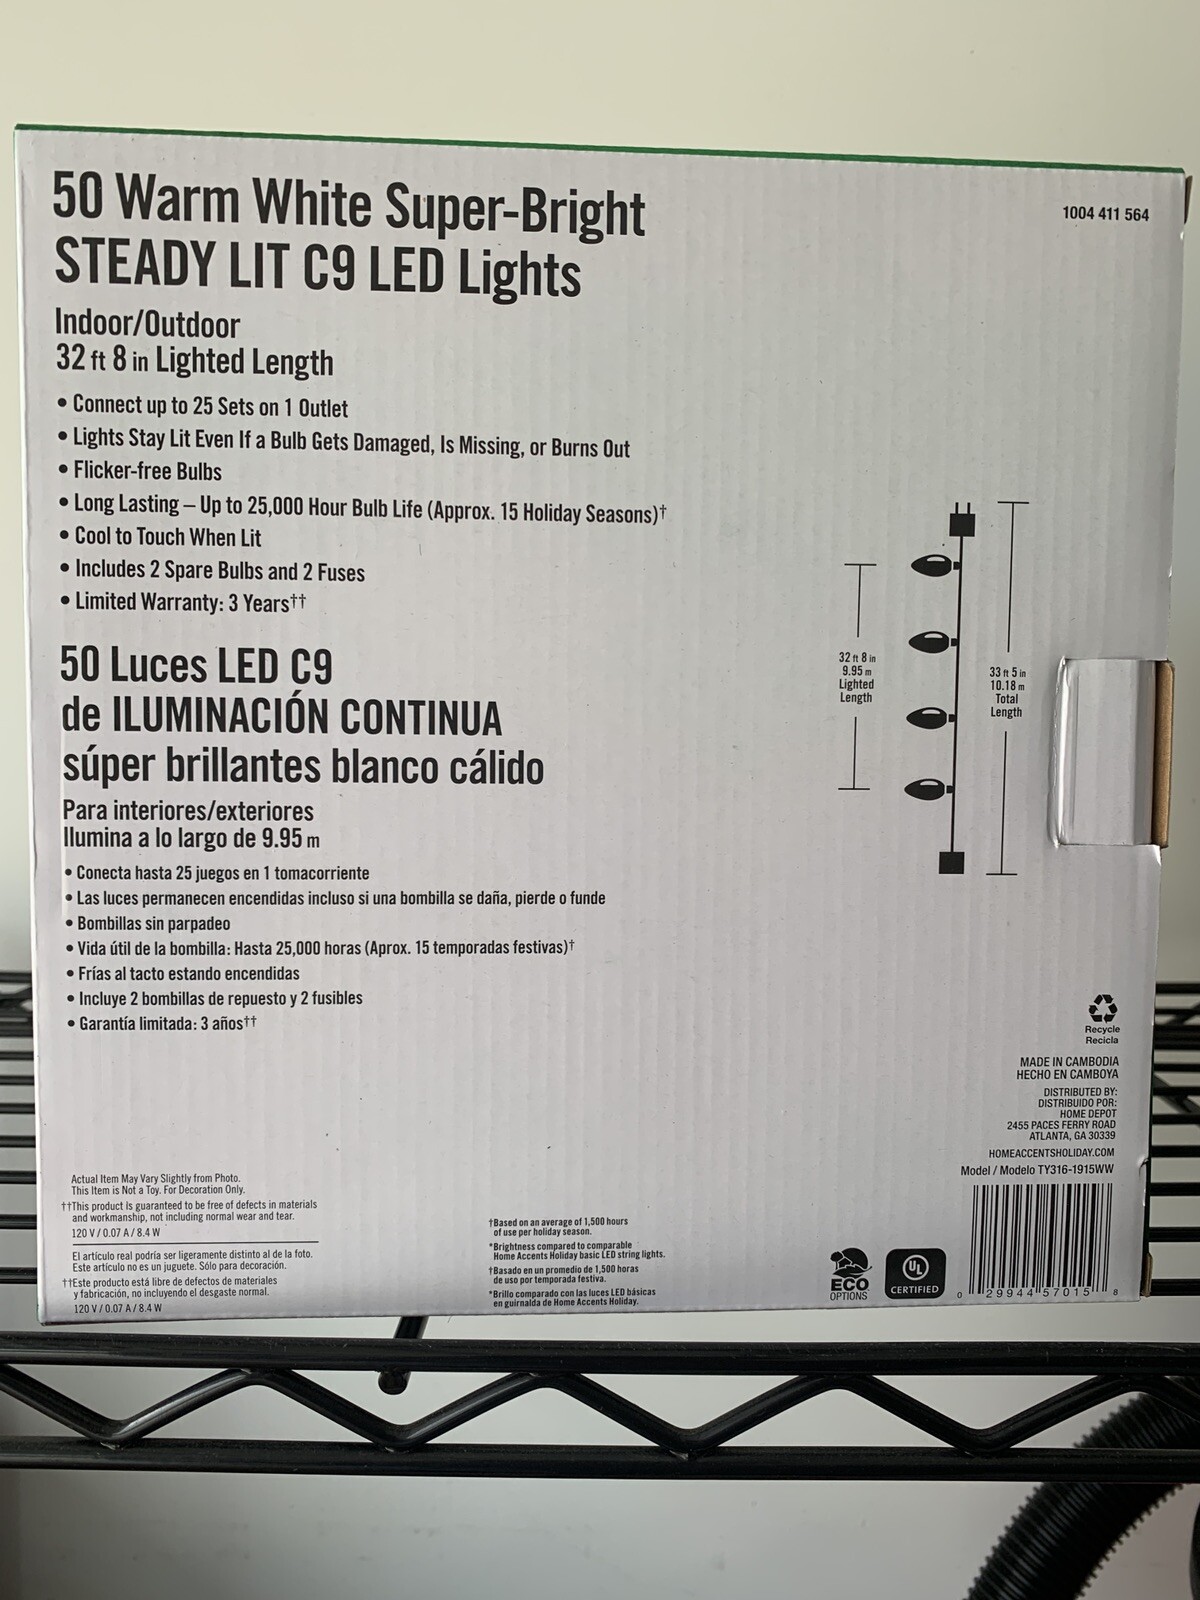 50 Warm White Super-Bright
STEADY LIT C9 LED Lights
1004 411 564
Indoor/Outdoor
32 ft 8 in Lighted Length
• Connect up to 25 Sets on 1 Outlet
• Lights Stay Lit Even If a Bulb Gets Damaged, Is Missing, or Burns Out
• Flicker-free Bulbs
• Long Lasting – Up to 25,000 Hour Bulb Life (Approx. 15 Holiday Seasons)†
• Cool to Touch When Lit
• Includes 2 Spare Bulbs and 2 Fuses
• Limited Warranty: 3 Years††
50 Luces LED C9
de ILUMINACIÓN CONTINUA
súper brillantes blanco cálido
Para interiores/exteriores
Ilumina a lo largo de 9.95 m
• Conecta hasta 25 juegos en 1 tomacorriente
• Las luces permanecen encendidas incluso si una bombilla se daña, pierde o funde
• Bombillas sin parpadeo
• Vida útil de la bombilla: Hasta 25,000 horas (Aprox. 15 temporadas festivas)†
• Frías al tacto estando encendidas
• Incluye 2 bombillas de repuesto y 2 fusibles
• Garantía limitada: 3 años††
32 ft 8 in
9.95 m
Lighted
Length
33 ft 5 in
10.18 m
Total
Length
Recycle
Recicla
MADE IN CAMBODIA
HECHO EN CAMBOYA
DISTRIBUTED BY:
DISTRIBUIDO POR:
HOME DEPOT
2455 PACES FERRY ROAD
ATLANTA, GA 30339
HOMEACCENTSHOLIDAY.COM
Model / Modelo TY316-1915WW
Actual Item May Vary Slightly from Photo.
This Item is Not a Toy. For Decoration Only.
††This product is guaranteed to be free of defects in materials
and workmanship, not including normal wear and tear.
120 V / 0.07 A / 8.4 W
El artículo real podría ser ligeramente distinto al de la foto.
Este artículo no es un juguete. Sólo para decoración.
††Este producto está libre de defectos de materiales
y fabricación, no incluyendo el desgaste normal.
120 V / 0.07 A / 8.4 W
†Based on an average of 1,500 hours
of use per holiday season.
*Brightness compared to comparable
Home Accents Holiday basic LED string lights.
†Basado en un promedio de 1,500 horas
de uso por temporada festiva.
*Brillo comparado con las luces LED básicas
en guirnalda de Home Accents Holiday.
ECO
OPTIONS
UL
CERTIFIED
0 29944 57015 8